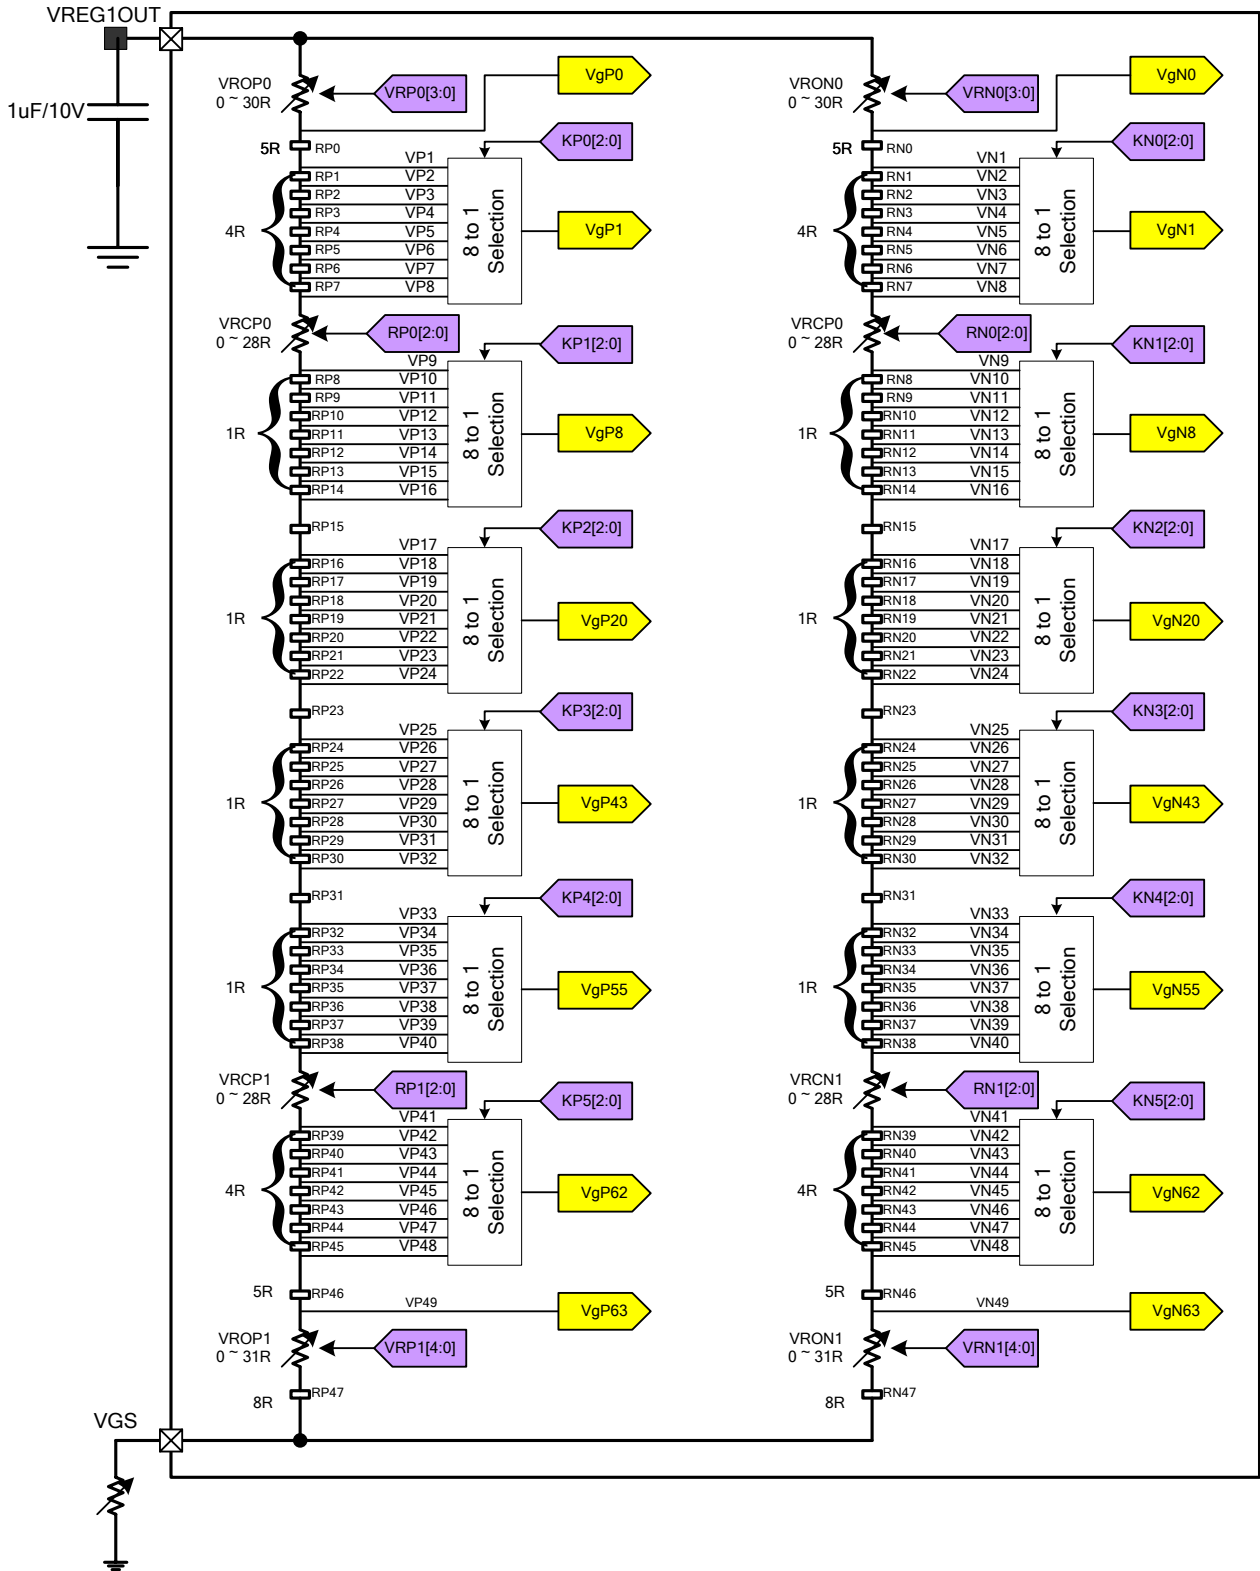 VREG1OUT
1uF/10V
VROP0
0 ~ 30R
VRP0[3:0]
VgP0
5R
RP0
KP0[2:0]
VP1
RP1
VP2
RP2
VP3
RP3
VP4
4R
RP4
VP5
RP5
VP6
RP6
VP7
RP7
VP8
8 to 1
Selection
VgP1
VRCP0
0 ~ 28R
RP0[2:0]
KP1[2:0]
VP9
RP8
VP10
RP9
VP11
RP10
VP12
1R
RP11
VP13
RP12
VP14
RP13
VP15
RP14
VP16
8 to 1
Selection
VgP8
RP15
KP2[2:0]
VP17
RP16
VP18
RP17
VP19
RP18
VP20
1R
RP19
VP21
RP20
VP22
RP21
VP23
RP22
VP24
8 to 1
Selection
VgP20
RP23
KP3[2:0]
VP25
RP24
VP26
RP25
VP27
RP26
VP28
1R
RP27
VP29
RP28
VP30
RP29
VP31
RP30
VP32
8 to 1
Selection
VgP43
RP31
KP4[2:0]
VP33
RP32
VP34
RP33
VP35
RP34
VP36
1R
RP35
VP37
RP36
VP38
RP37
VP39
RP38
VP40
8 to 1
Selection
VgP55
VRCP1
0 ~ 28R
RP1[2:0]
KP5[2:0]
VP41
RP39
VP42
RP40
VP43
RP41
VP44
4R
RP42
VP45
RP43
VP46
RP44
VP47
RP45
VP48
8 to 1
Selection
VgP62
5R
RP46
VP49
VgP63
VROP1
0 ~ 31R
VRP1[4:0]
8R
RP47
VGS
VRON0
0 ~ 30R
VRN0[3:0]
VgN0
5R
RN0
KN0[2:0]
VN1
RN1
VN2
RN2
VN3
RN3
VN4
4R
RN4
VN5
RN5
VN6
RN6
VN7
RN7
VN8
8 to 1
Selection
VgN1
VRCP0
0 ~ 28R
RN0[2:0]
KN1[2:0]
VN9
RN8
VN10
RN9
VN11
RN10
VN12
1R
RN11
VN13
RN12
VN14
RN13
VN15
RN14
VN16
8 to 1
Selection
VgN8
RN15
KN2[2:0]
VN17
RN16
VN18
RN17
VN19
RN18
VN20
1R
RN19
VN21
RN20
VN22
RN21
VN23
RN22
VN24
8 to 1
Selection
VgN20
RN23
KN3[2:0]
VN25
RN24
VN26
RN25
VN27
RN26
VN28
1R
RN27
VN29
RN28
VN30
RN29
VN31
RN30
VN32
8 to 1
Selection
VgN43
RN31
KN4[2:0]
VN33
RN32
VN34
RN33
VN35
RN34
VN36
1R
RN35
VN37
RN36
VN38
RN37
VN39
RN38
VN40
8 to 1
Selection
VgN55
VRCN1
0 ~ 28R
RN1[2:0]
KN5[2:0]
VN41
RN39
VN42
RN40
VN43
RN41
VN44
4R
RN42
VN45
RN43
VN46
RN44
VN47
RN45
VN48
8 to 1
Selection
VgN62
5R
RN46
VN49
VgN63
VRON1
0 ~ 31R
VRN1[4:0]
8R
RN47